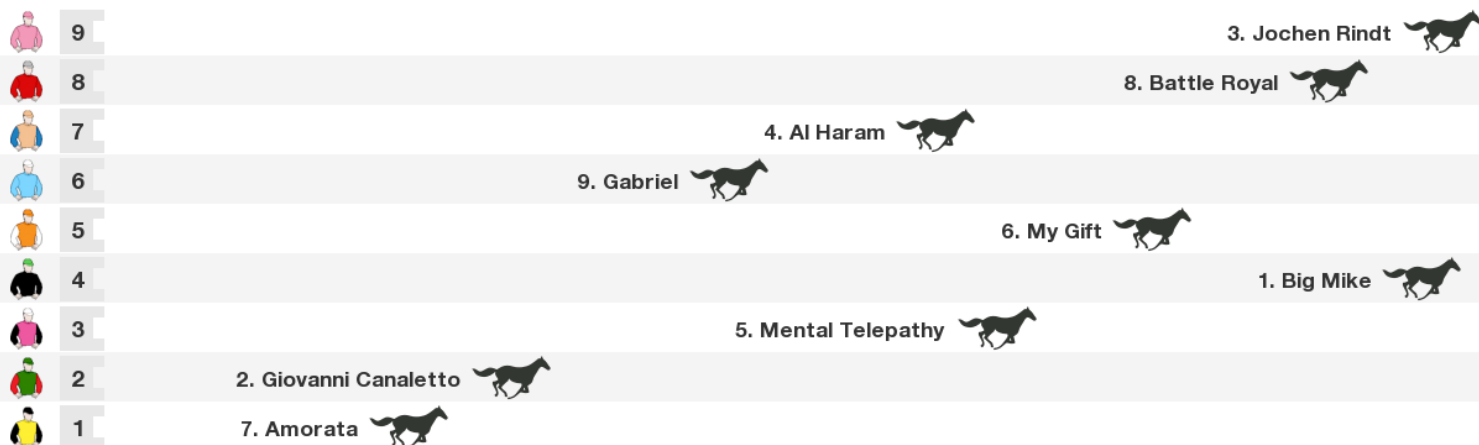 9 3. Jochen Rindt
8 8. Battle Royal
7 4. Al Haram
6 9. Gabriel
5 6. My Gift
4 1. Big Mike
3 5. Mental Telepathy
2 2. Giovanni Canaletto
1 7. Amorata